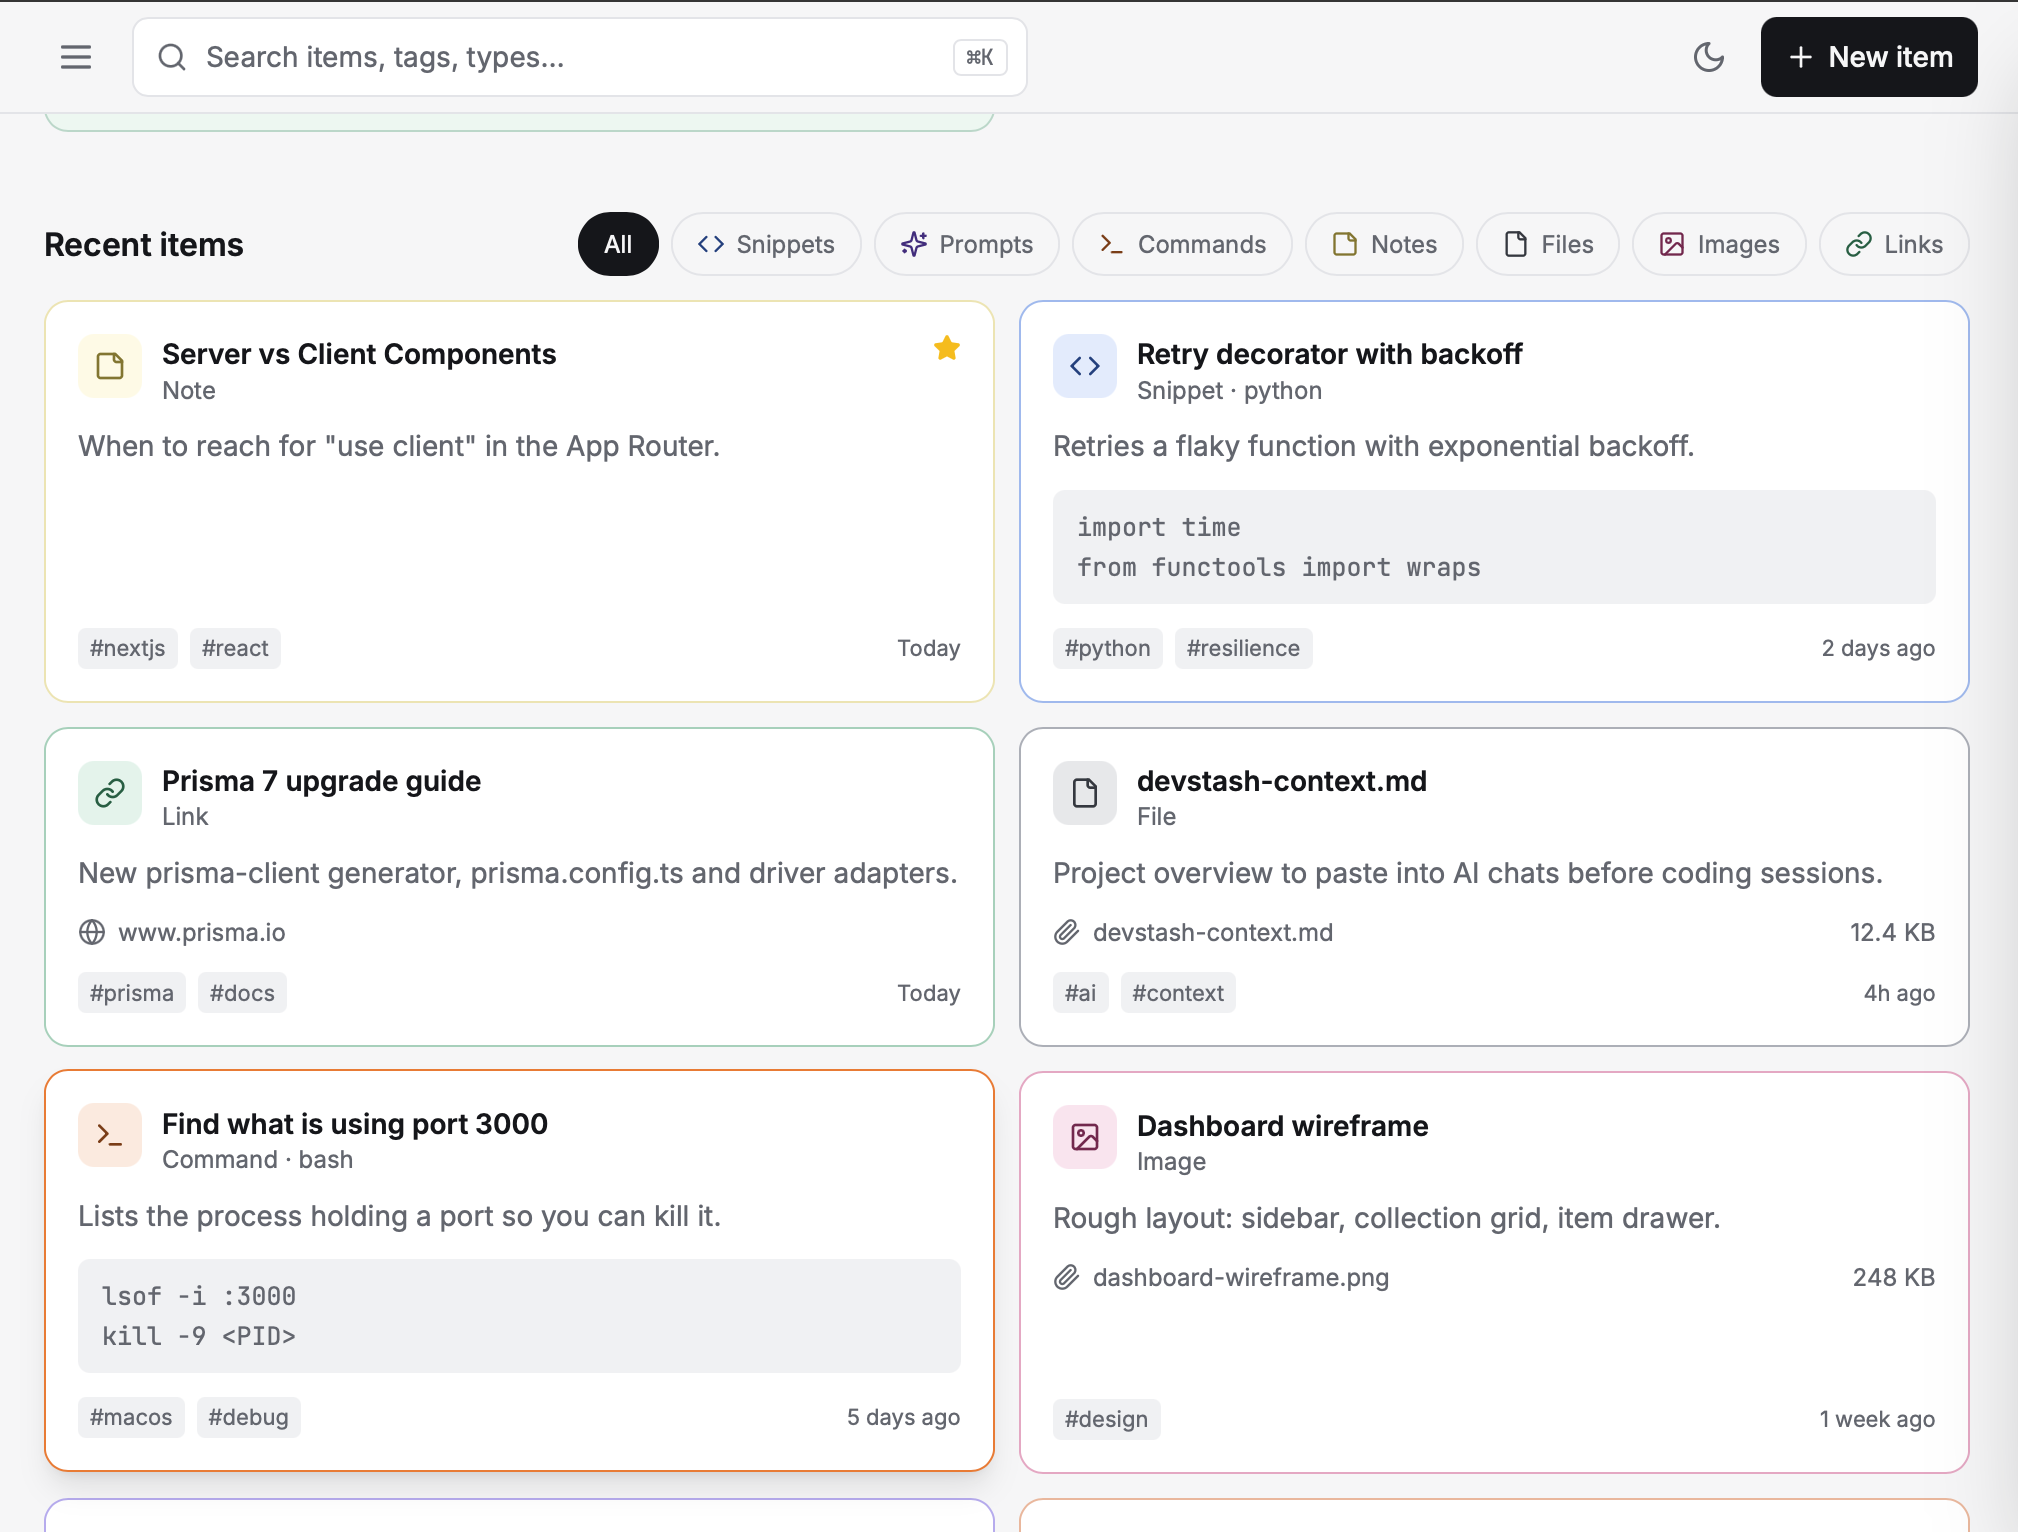 Search items, tags, types...
⌘K
New item
Recent items
All
Snippets
Prompts
Commands
Notes
Files
Images
Links
Server vs Client Components
Note
When to reach for "use client" in the App Router.
#nextjs #react
Today
Retry decorator with backoff
Snippet · python
Retries a flaky function with exponential backoff.
import time
from functools import wraps
#python #resilience
2 days ago
Prisma 7 upgrade guide
Link
New prisma-client generator, prisma.config.ts and driver adapters.
www.prisma.io
#prisma #docs
Today
devstash-context.md
File
Project overview to paste into AI chats before coding sessions.
devstash-context.md
12.4 KB
#ai #context
4h ago
Find what is using port 3000
Command · bash
Lists the process holding a port so you can kill it.
lsof -i :3000
kill -9 <PID>
#macos #debug
5 days ago
Dashboard wireframe
Image
Rough layout: sidebar, collection grid, item drawer.
dashboard-wireframe.png
248 KB
#design
1 week ago